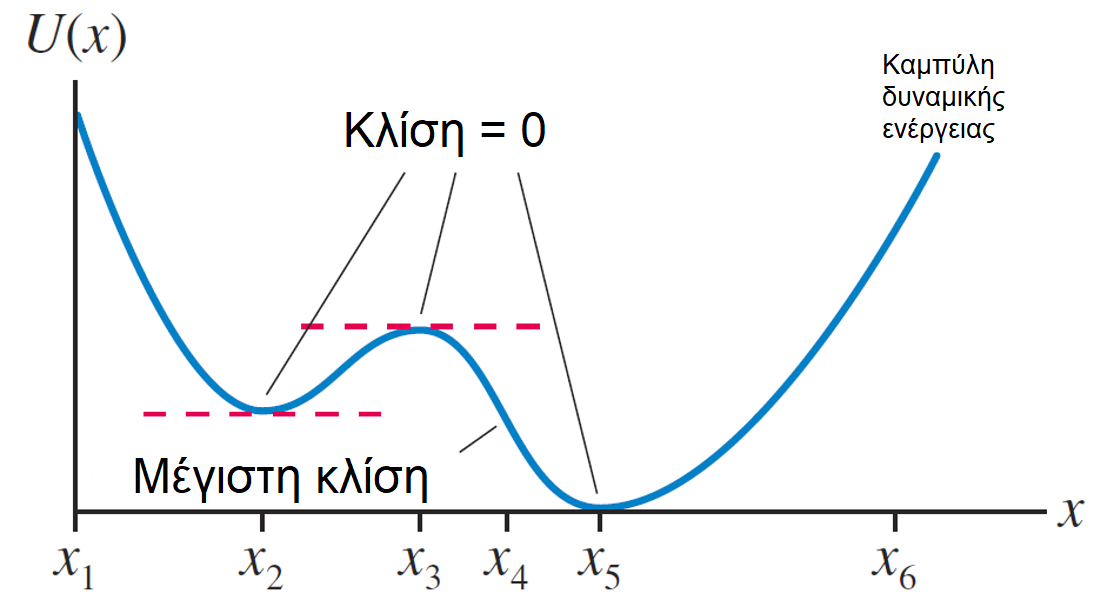 U(x)
Καμπύλη
δυναμικής
ενέργειας
Κλίση = 0
Μέγιστη κλίση
x
x₁ x₂ x₃ x₄ x₅ x₆